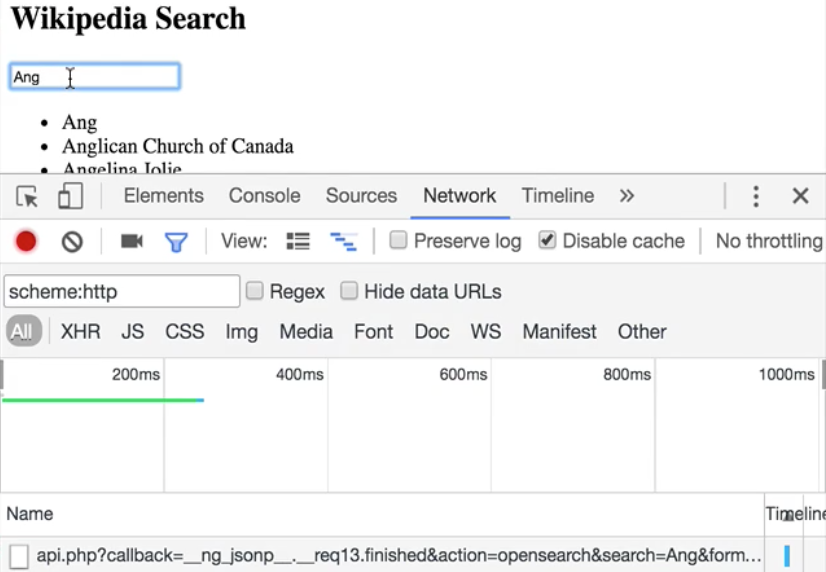 Wikipedia Search
Ang
Ang
Anglican Church of Canada
Angelina Jolie
Elements Console Sources Network Timeline »
View: Preserve log Disable cache No throttling
scheme:http Regex Hide data URLs
All XHR JS CSS Img Media Font Doc WS Manifest Other
200ms 400ms 600ms 800ms 1000ms
Name Timeline
api.php?callback=__ng_jsonp__.__req13.finished&action=opensearch&search=Ang&form...